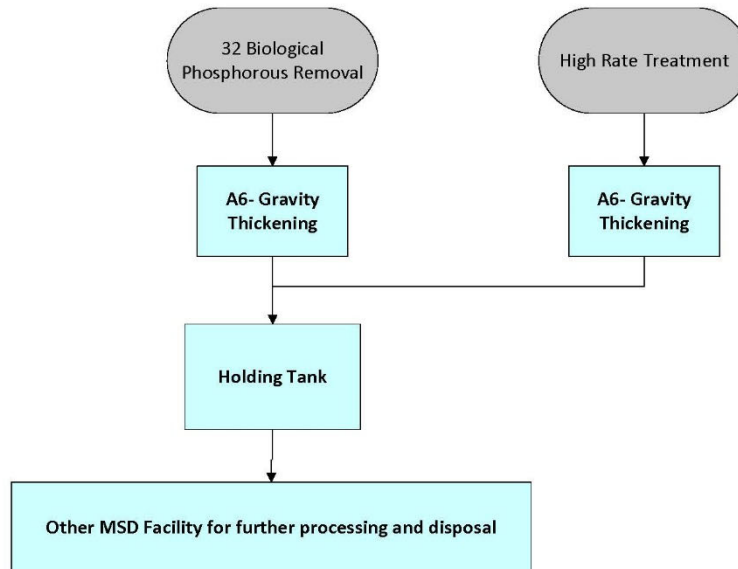 32 Biological
Phosphorous Removal
High Rate Treatment
A6- Gravity
Thickening
A6- Gravity
Thickening
Holding Tank
Other MSD Facility for further processing and disposal